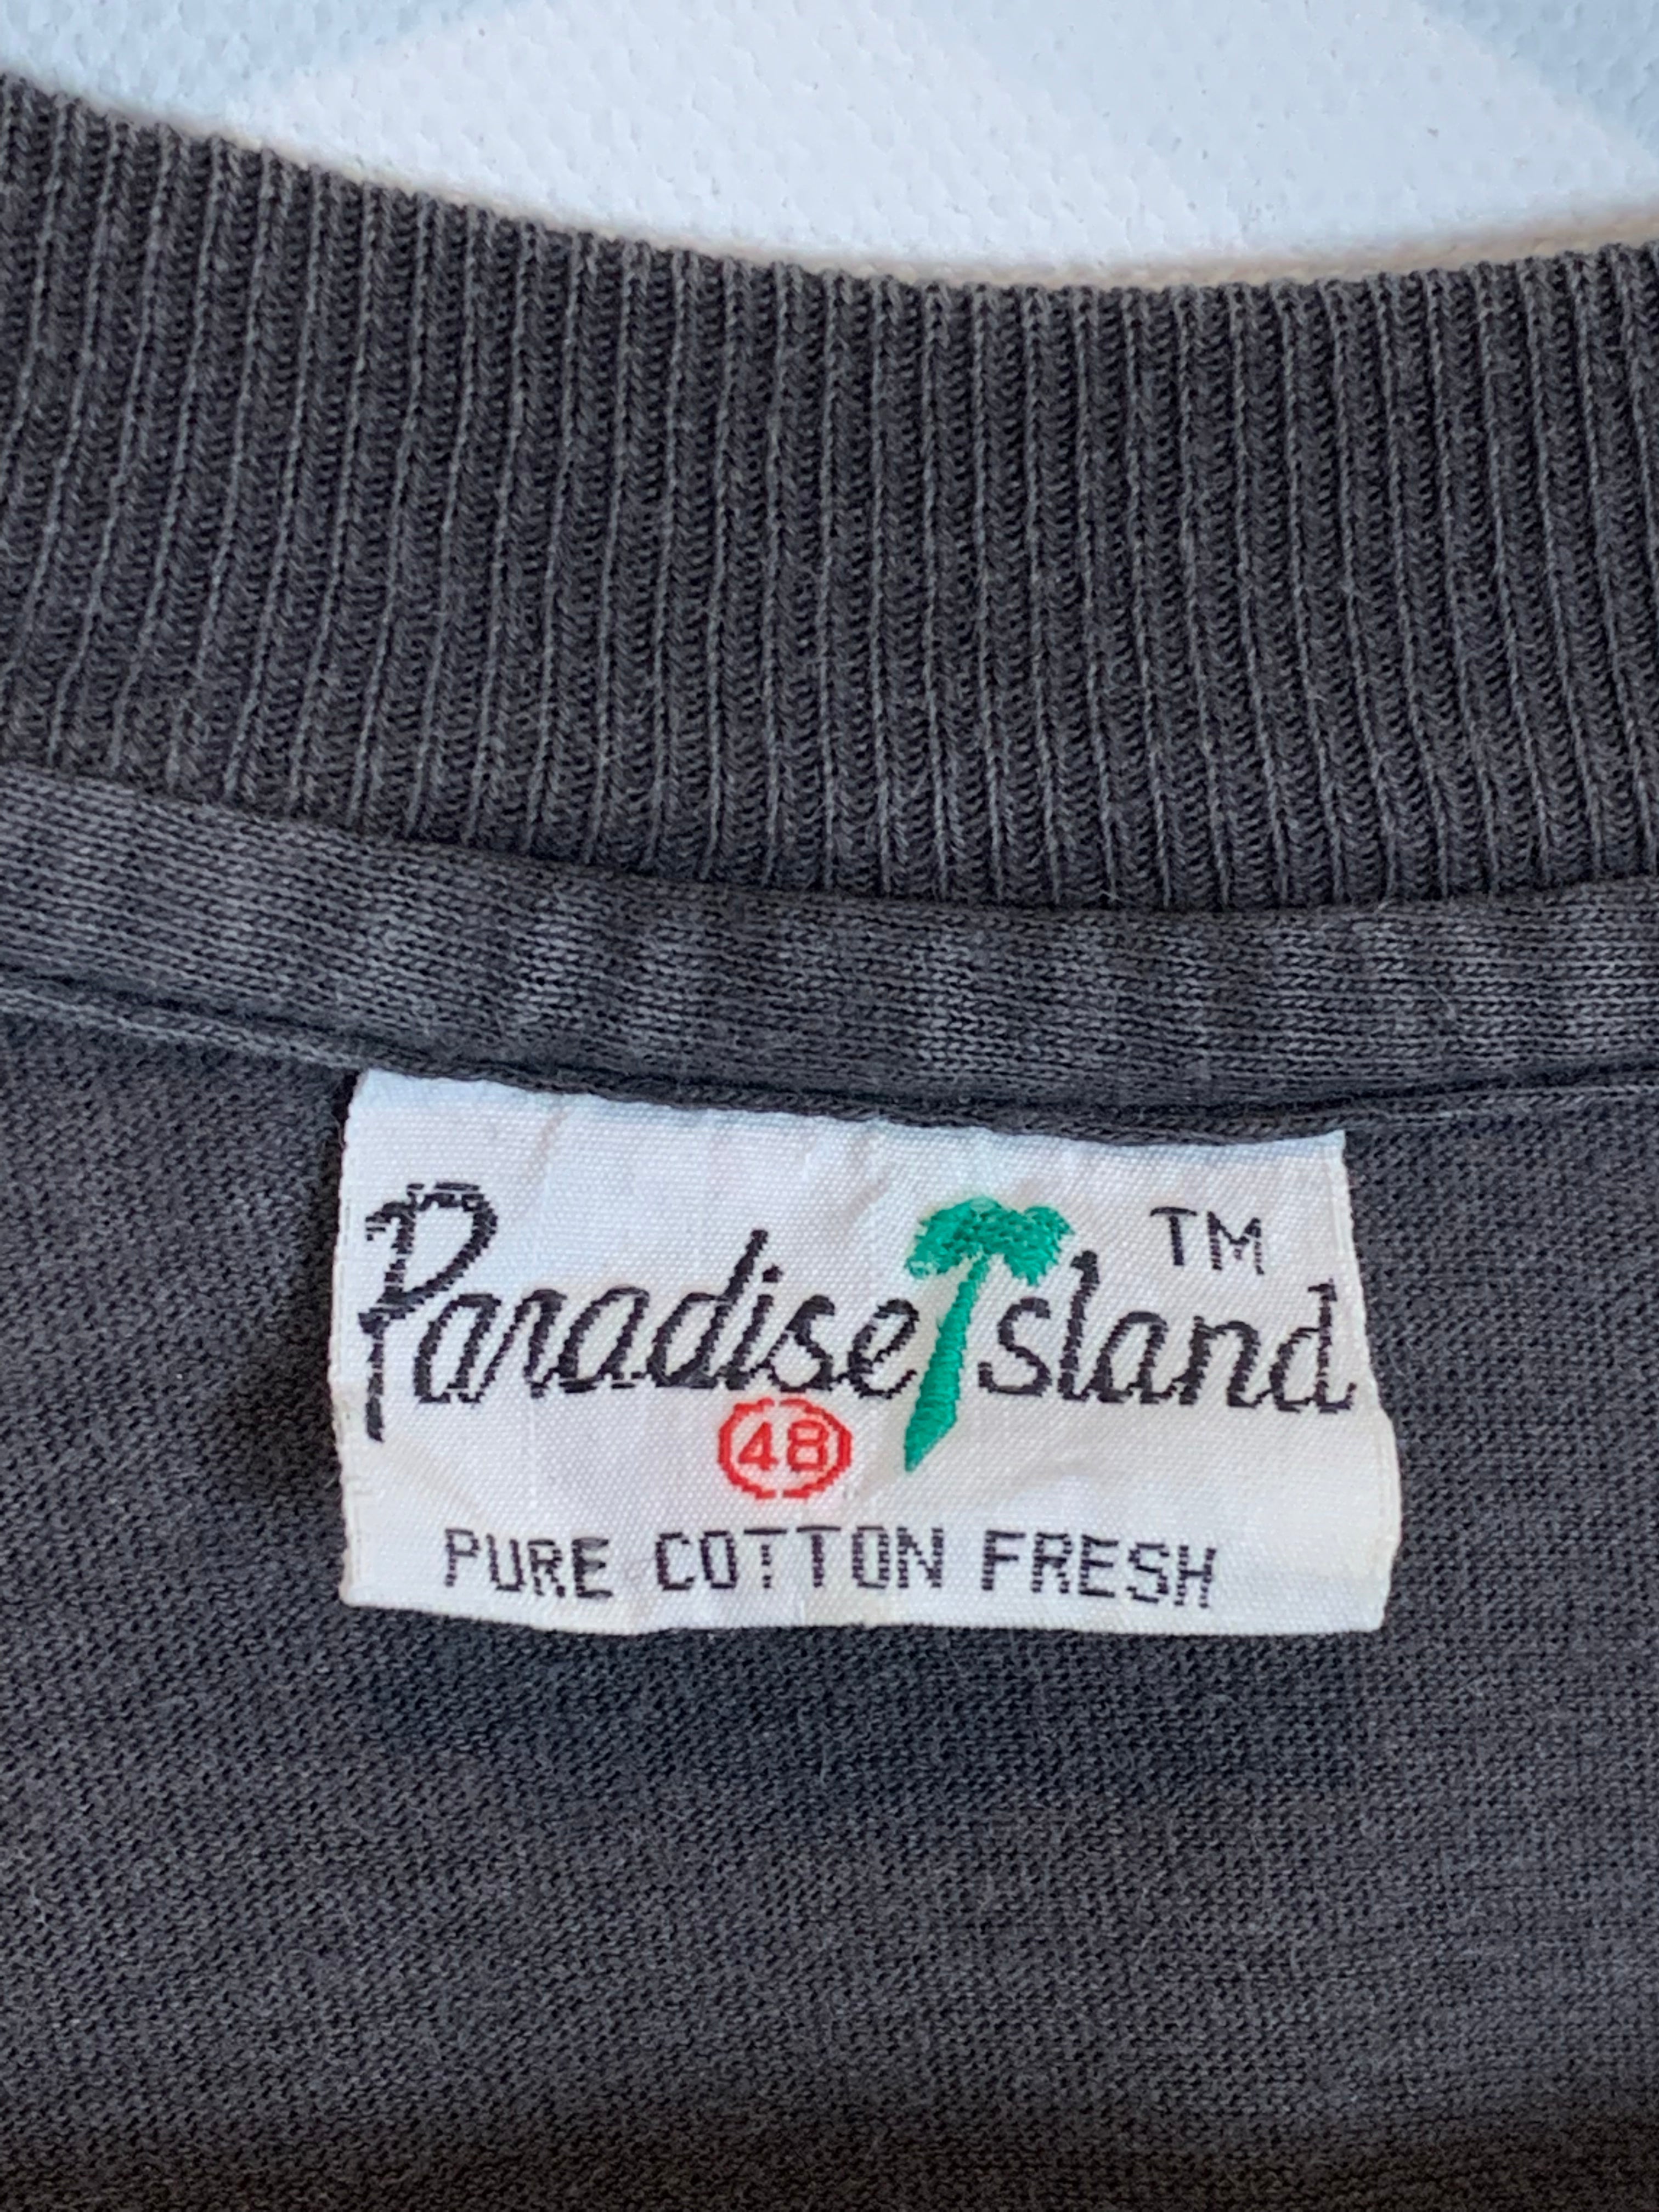 Paradise Island TM
48
PURE COTTON FRESH